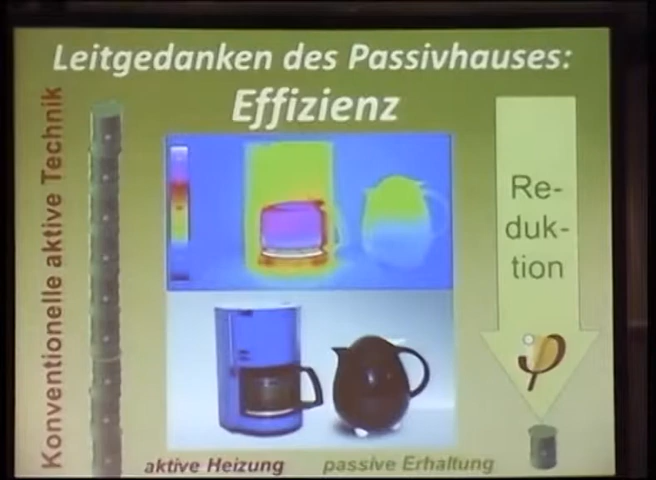 Leitgedanken des Passivhauses:
Effizienz
Konventionelle aktive Technik
Re-
duk-
tion
φ
aktive Heizung
passive Erhaltung